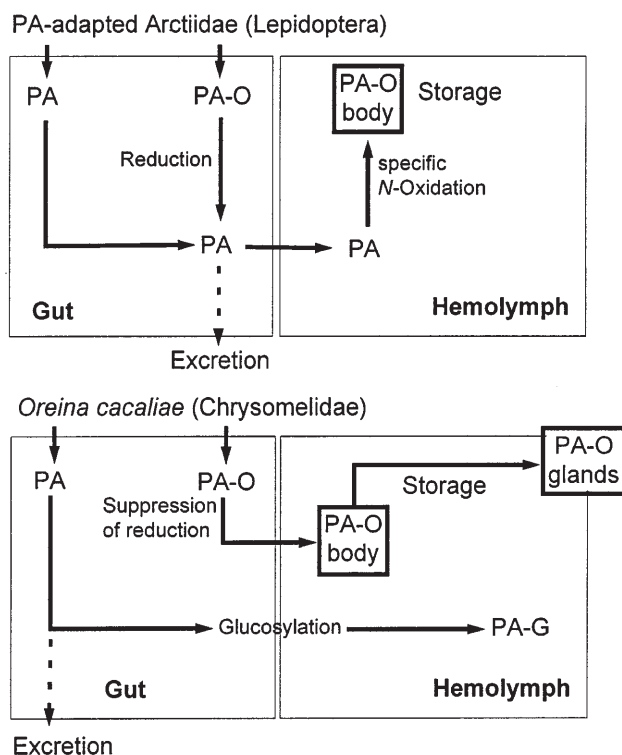 PA-adapted Arctiidae (Lepidoptera)
PA
PA-O
PA-O
body
Storage
Reduction
specific
N-Oxidation
PA
PA
Gut
Hemolymph
Excretion
Oreina cacaliae (Chrysomelidae)
PA
PA-O
PA-O
glands
Suppression
of reduction
Storage
PA-O
body
Glucosylation
PA-G
Gut
Hemolymph
Excretion